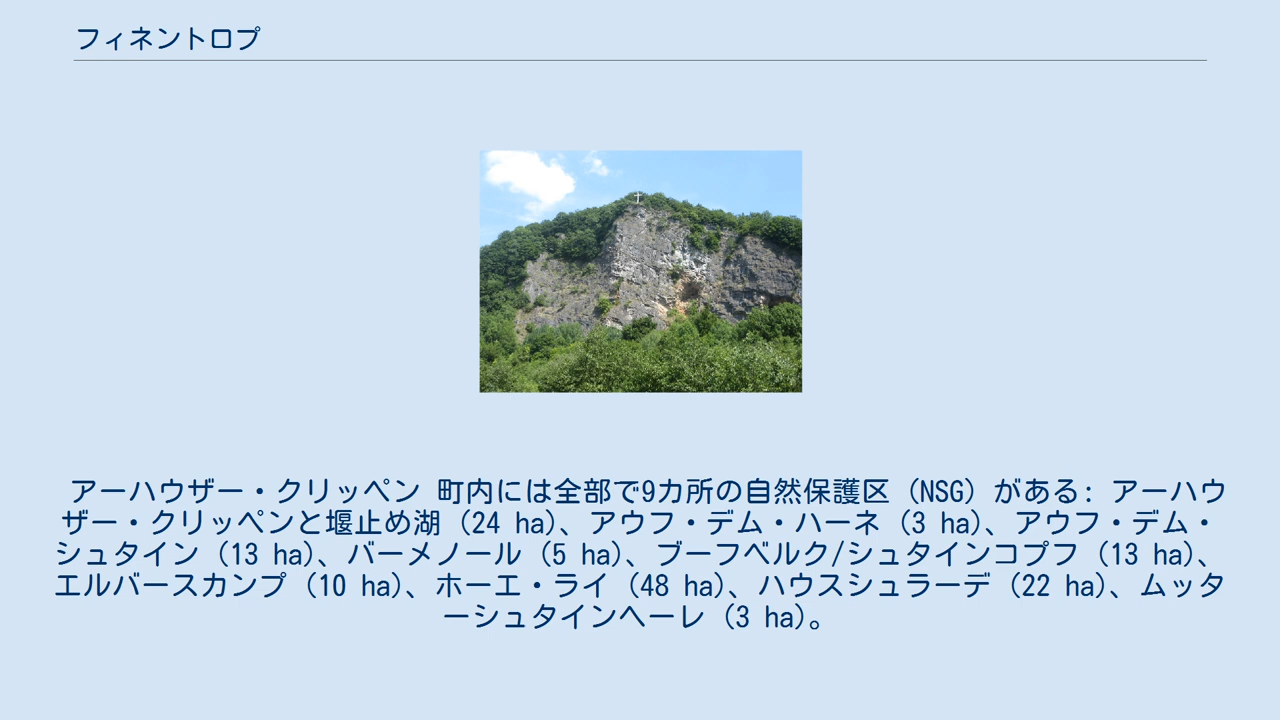 フィネントロプ
アーハウザー・クリッペン 町内には全部で9カ所の自然保護区 (NSG) がある: アーハウ
ザー・クリッペンと堰止め湖 (24 ha)、アウフ・デム・ハーネ (3 ha)、アウフ・デム・
シュタイン (13 ha)、バーメノール (5 ha)、ブーフベルク/シュタインコプフ (13 ha)、
エルバースカンプ (10 ha)、ホーエ・ライ (48 ha)、ハウスシュラーデ (22 ha)、ムッタ
ーシュタインヘーレ (3 ha)。